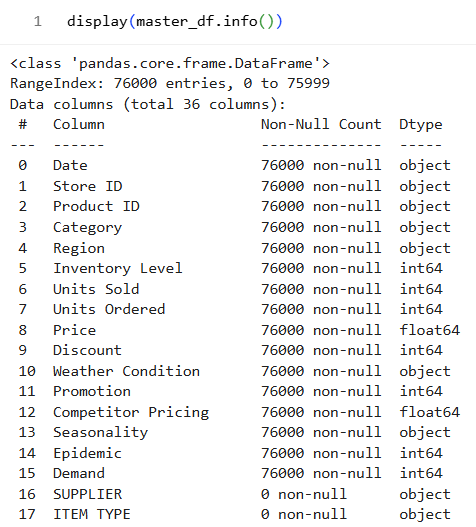 1 display(master_df.info())
<class 'pandas.core.frame.DataFrame'>
RangeIndex: 76000 entries, 0 to 75999
Data columns (total 36 columns):
 #   Column              Non-Null Count  Dtype
---  ------              --------------  -----
 0   Date                76000 non-null  object
 1   Store ID            76000 non-null  object
 2   Product ID          76000 non-null  object
 3   Category            76000 non-null  object
 4   Region              76000 non-null  object
 5   Inventory Level     76000 non-null  int64
 6   Units Sold          76000 non-null  int64
 7   Units Ordered       76000 non-null  int64
 8   Price               76000 non-null  float64
 9   Discount            76000 non-null  int64
 10  Weather Condition   76000 non-null  object
 11  Promotion           76000 non-null  int64
 12  Competitor Pricing  76000 non-null  float64
 13  Seasonality         76000 non-null  object
 14  Epidemic            76000 non-null  int64
 15  Demand              76000 non-null  int64
 16  SUPPLIER            0 non-null      object
 17  ITEM TYPE           0 non-null      object